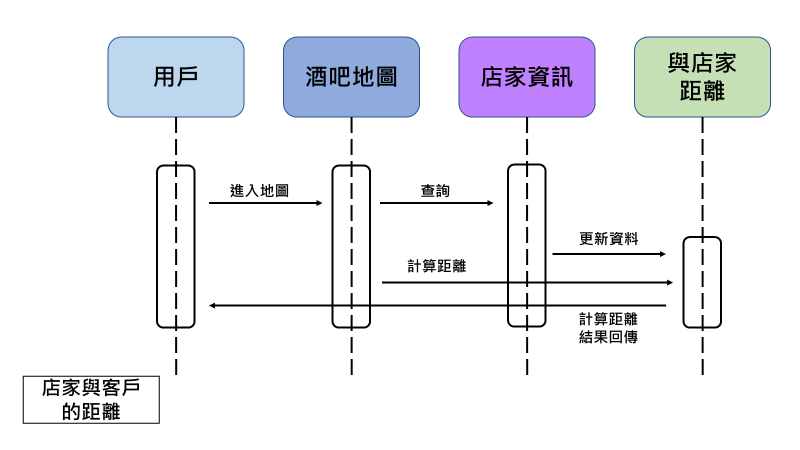 用戶
酒吧地圖
店家資訊
與店家
距離
進入地圖
查詢
更新資料
計算距離
計算距離
結果回傳
店家與客戶
的距離